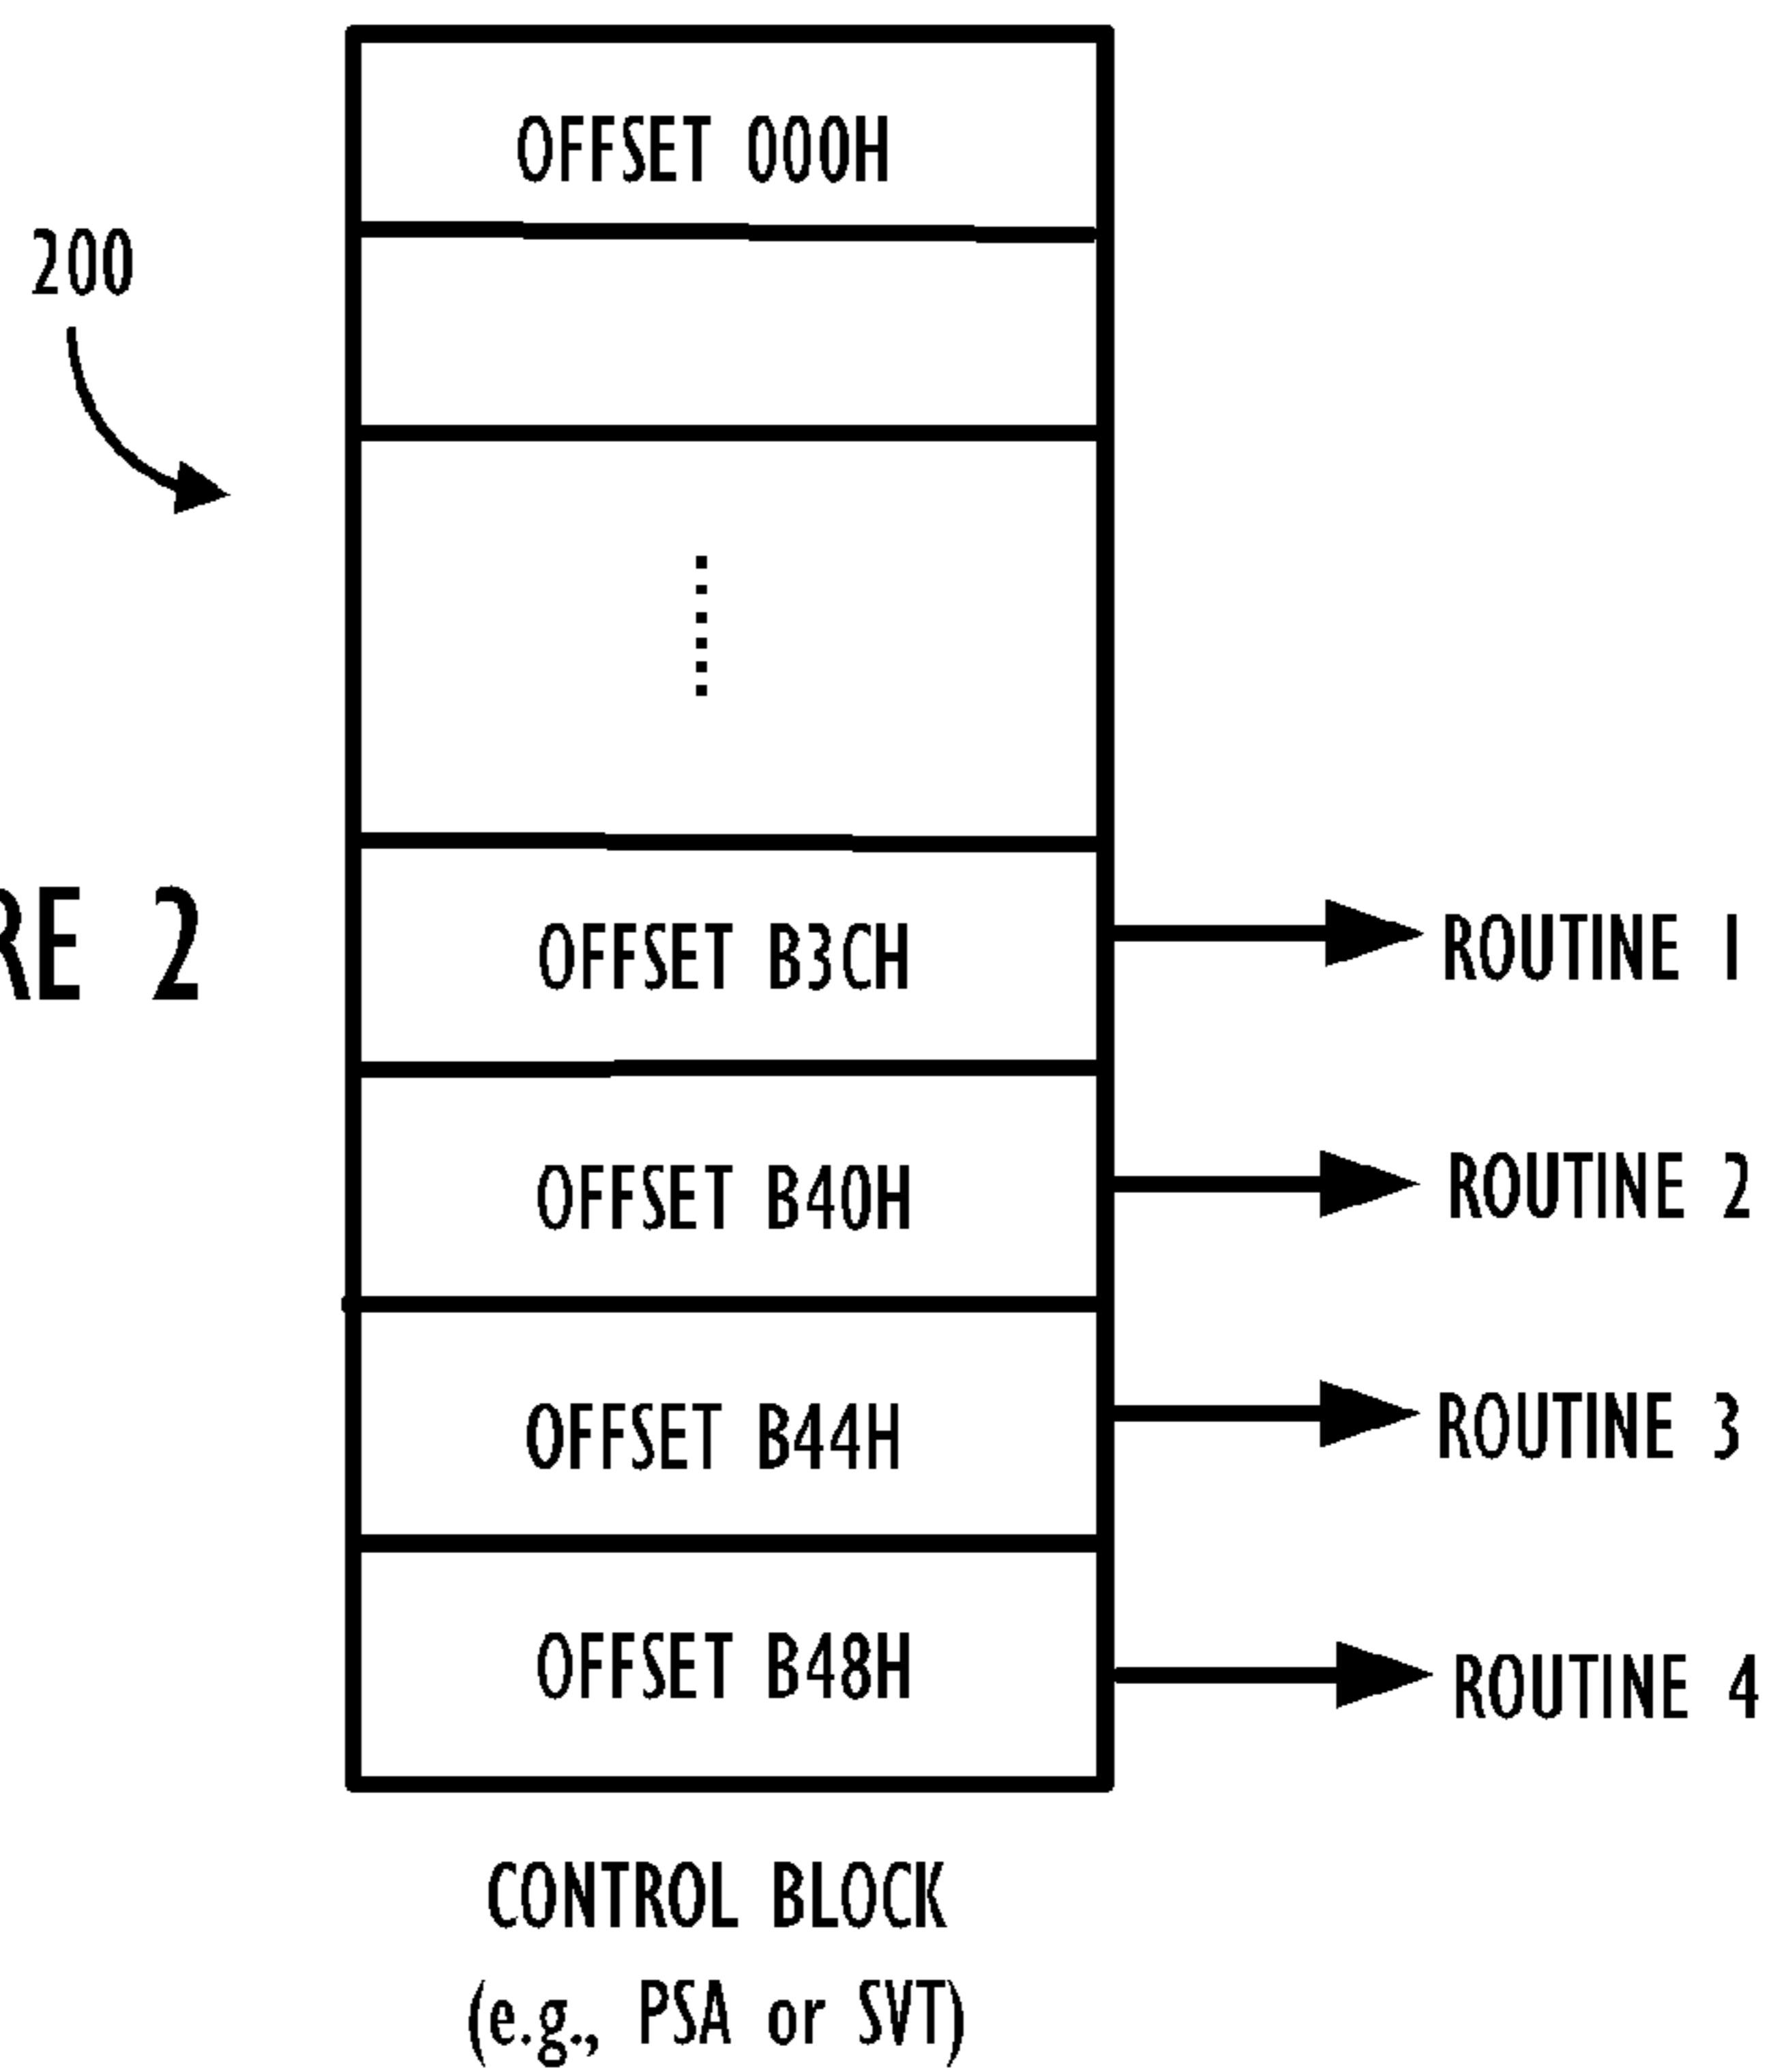 OFFSET 000H
200
OFFSET B3CH
ROUTINE 1
RE 2
OFFSET B40H
ROUTINE 2
OFFSET B44H
ROUTINE 3
OFFSET B48H
ROUTINE 4
CONTROL BLOCK
(e.g., PSA or SVT)